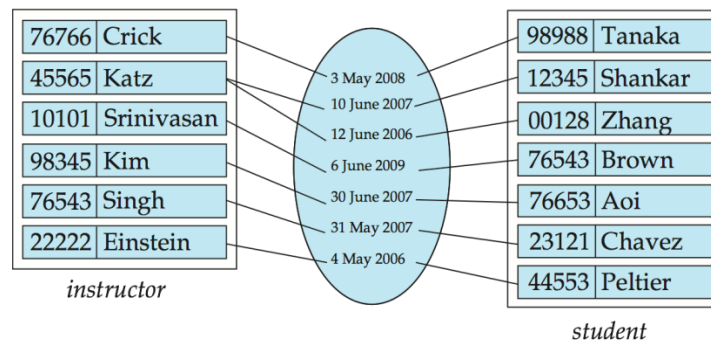 76766 Crick
45565 Katz
10101 Srinivasan
98345 Kim
76543 Singh
22222 Einstein
instructor
3 May 2008
10 June 2007
12 June 2006
6 June 2009
30 June 2007
31 May 2007
4 May 2006
98988 Tanaka
12345 Shankar
00128 Zhang
76543 Brown
76653 Aoi
23121 Chavez
44553 Peltier
student